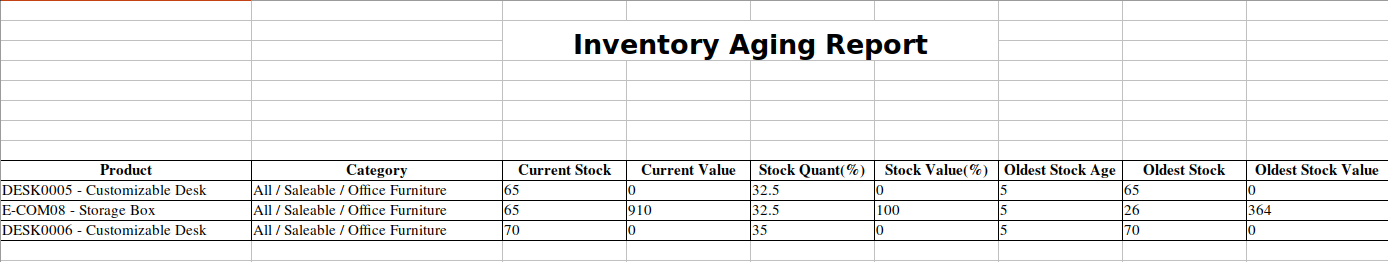 Inventory Aging Report
Product Category Current Stock Current Value Stock Quant(%) Stock Value(%) Oldest Stock Age Oldest Stock Oldest Stock Value
DESK0005 - Customizable Desk All / Saleable / Office Furniture 65 0 32.5 0 5 65 0
E-COM08 - Storage Box All / Saleable / Office Furniture 65 910 32.5 100 5 26 364
DESK0006 - Customizable Desk All / Saleable / Office Furniture 70 0 35 0 5 70 0